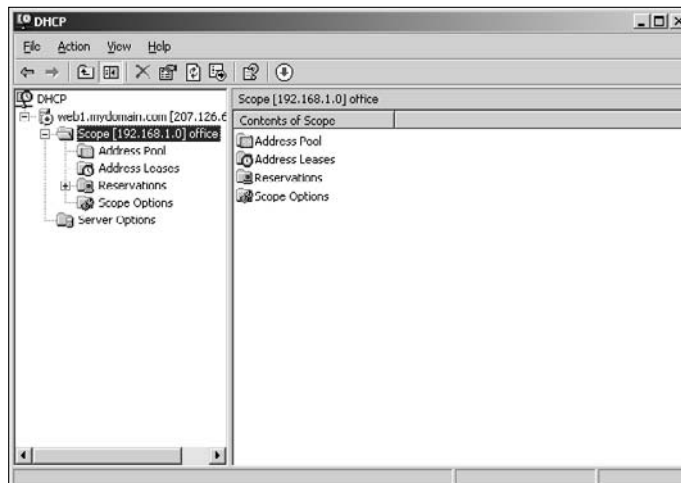 DHCP
File Action View Help
DHCP
web1.mydomain.com [207.126.6
Scope [192.168.1.0] office
Address Pool
Address Leases
Reservations
Scope Options
Server Options
Scope [192.168.1.0] office
Contents of Scope
Address Pool
Address Leases
Reservations
Scope Options